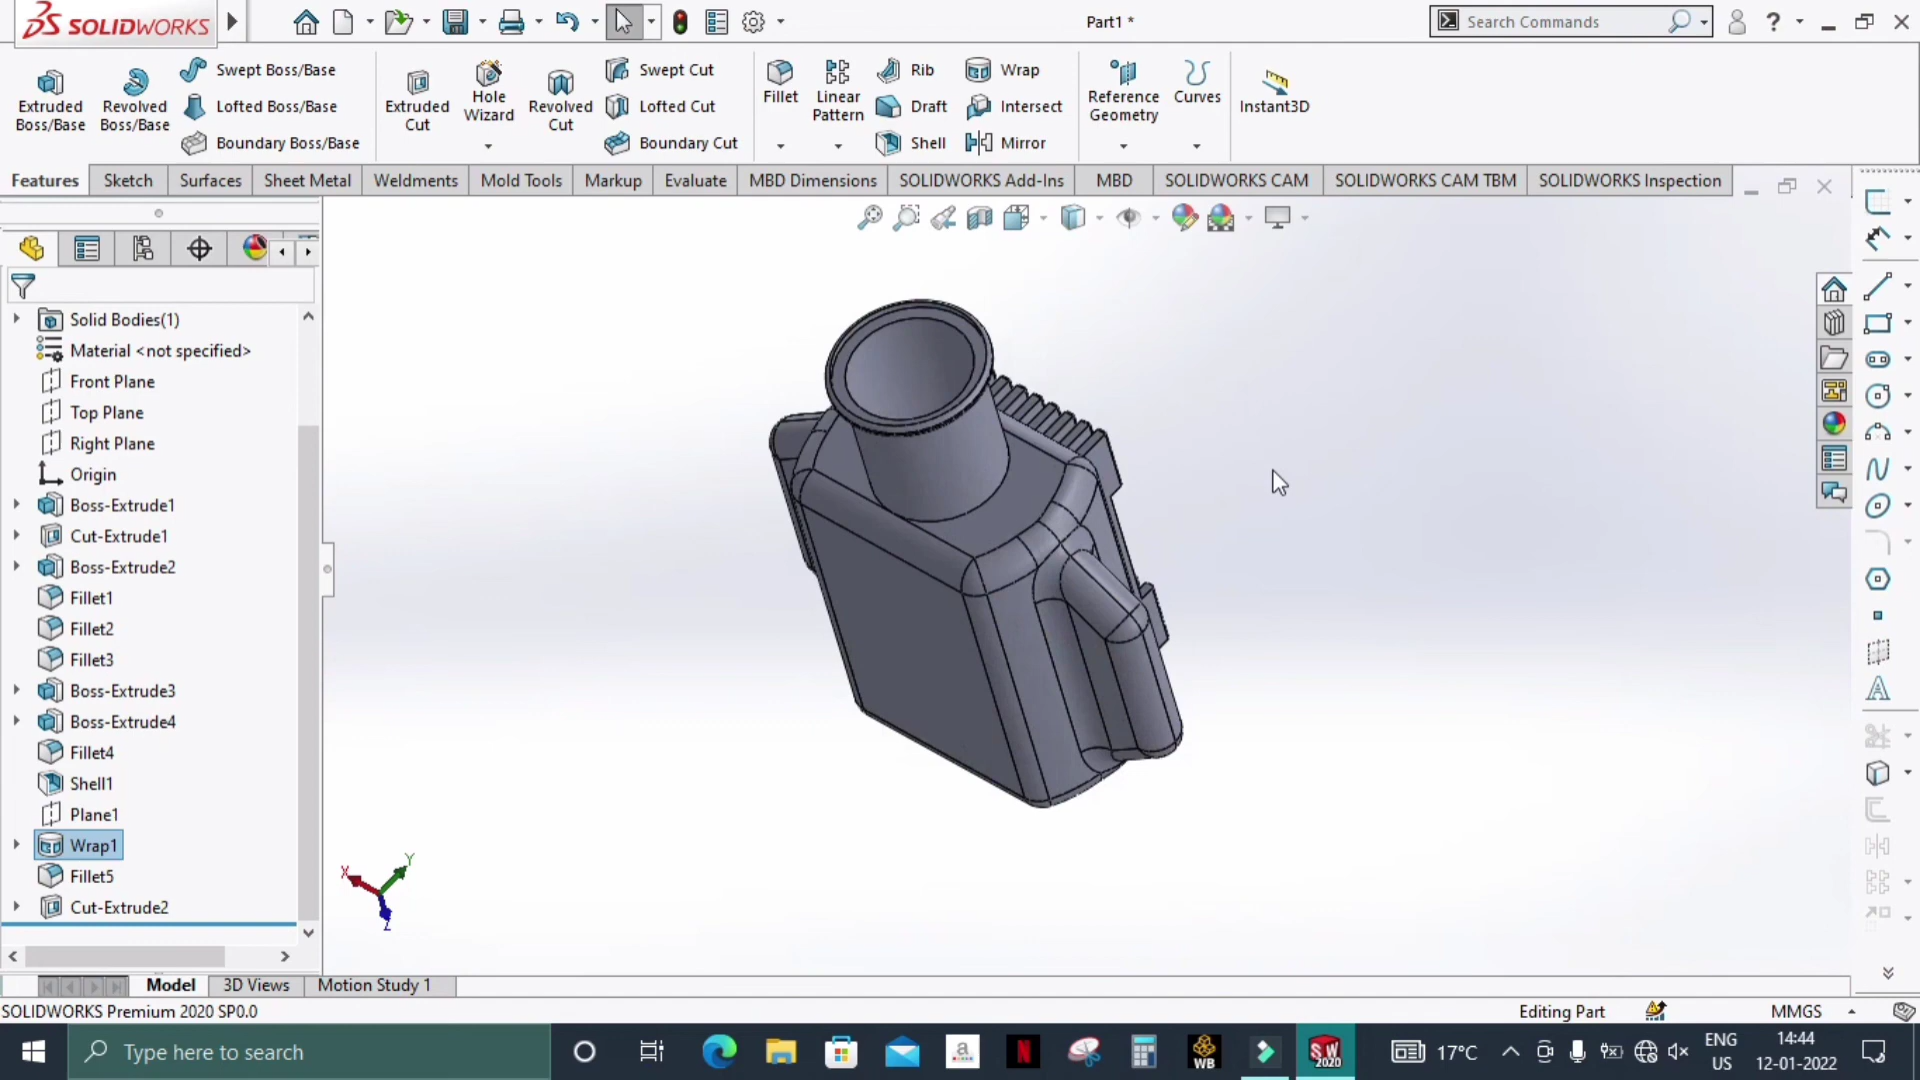 SOLIDWORKS
Part1 *
Search Commands
?
Extruded Boss/Base
Revolved Boss/Base
Swept Boss/Base
Lofted Boss/Base
Boundary Boss/Base
Extruded Cut
Hole Wizard
Revolved Cut
Swept Cut
Lofted Cut
Boundary Cut
Fillet
Linear Pattern
Rib
Draft
Shell
Wrap
Intersect
Mirror
Reference Geometry
Curves
Instant3D
Features
Sketch
Surfaces
Sheet Metal
Weldments
Mold Tools
Markup
Evaluate
MBD Dimensions
SOLIDWORKS Add-Ins
MBD
SOLIDWORKS CAM
SOLIDWORKS CAM TBM
SOLIDWORKS Inspection
Solid Bodies(1)
Material <not specified>
Front Plane
Top Plane
Right Plane
Origin
Boss-Extrude1
Cut-Extrude1
Boss-Extrude2
Fillet1
Fillet2
Fillet3
Boss-Extrude3
Boss-Extrude4
Fillet4
Shell1
Plane1
Wrap1
Fillet5
Cut-Extrude2
X
Y
Z
Model
3D Views
Motion Study 1
SOLIDWORKS Premium 2020 SP0.0
Editing Part
MMGS
Type here to search
a
N
WB
SW
2020
17°C
ENG
US
14:44
12-01-2022